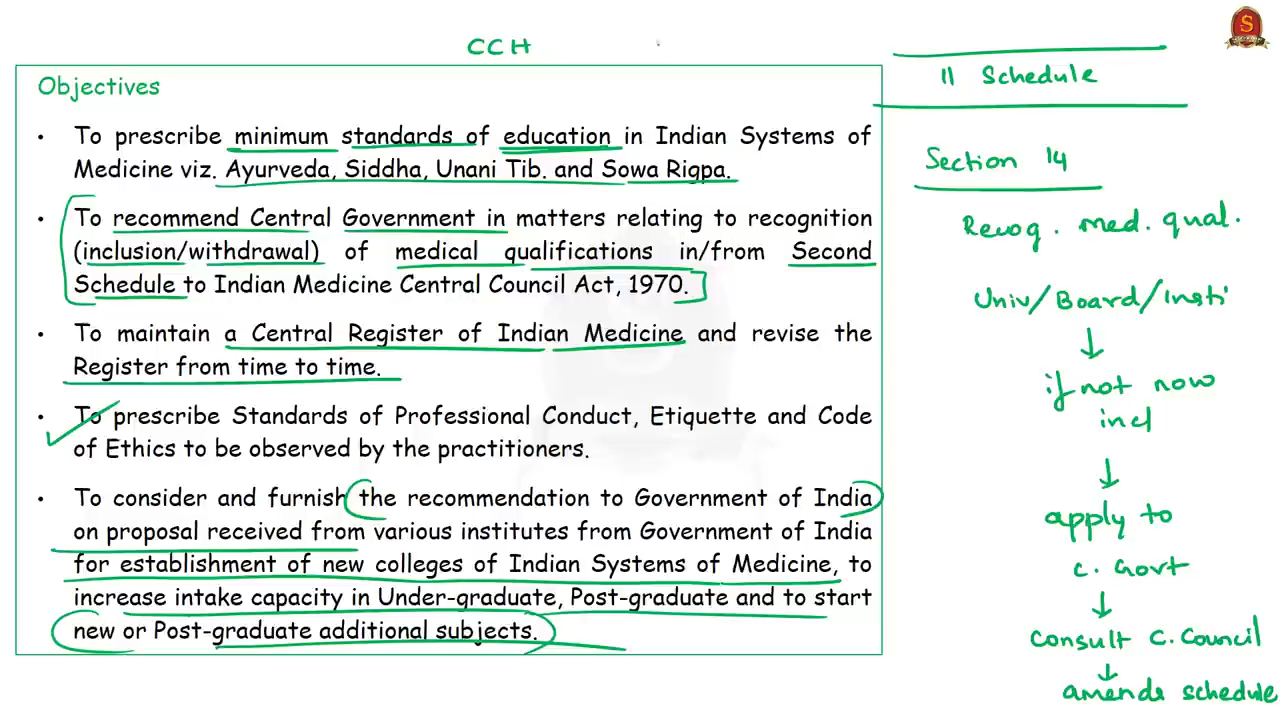 CCH
Objectives
• To prescribe minimum standards of education in Indian Systems of
Medicine viz. Ayurveda, Siddha, Unani Tib. and Sowa Rigpa.
• To recommend Central Government in matters relating to recognition
(inclusion/withdrawal) of medical qualifications in/from Second
Schedule to Indian Medicine Central Council Act, 1970.
• To maintain a Central Register of Indian Medicine and revise the
Register from time to time.
• To prescribe Standards of Professional Conduct, Etiquette and Code
of Ethics to be observed by the practitioners.
• To consider and furnish the recommendation to Government of India
on proposal received from various institutes from Government of India
for establishment of new colleges of Indian Systems of Medicine, to
increase intake capacity in Under-graduate, Post-graduate and to start
new or Post-graduate additional subjects.
S
II Schedule
Section 14
Recog. med. qual.
Univ/Board/Insti
↓
if not now
incl
↓
apply to
c. Govt
↓
consult c. Council
↓
amends schedule